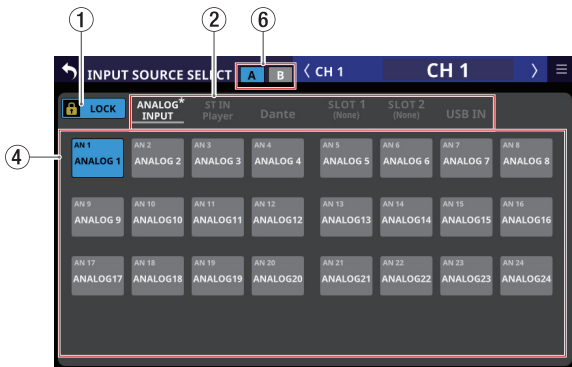 1 2 6
INPUT SOURCE SELECT A B CH 1 CH 1
LOCK ANALOG* INPUT ST IN Player Dante SLOT 1 (None) SLOT 2 (None) USB IN
4
AN 1 AN 2 AN 3 AN 4 AN 5 AN 6 AN 7 AN 8
ANALOG 1 ANALOG 2 ANALOG 3 ANALOG 4 ANALOG 5 ANALOG 6 ANALOG 7 ANALOG 8
AN 9 AN 10 AN 11 AN 12 AN 13 AN 14 AN 15 AN 16
ANALOG 9 ANALOG10 ANALOG11 ANALOG12 ANALOG13 ANALOG14 ANALOG15 ANALOG16
AN 17 AN 18 AN 19 AN 20 AN 21 AN 22 AN 23 AN 24
ANALOG17 ANALOG18 ANALOG19 ANALOG20 ANALOG21 ANALOG22 ANALOG23 ANALOG24